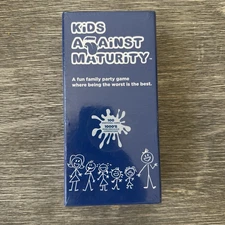 KiDS
AGAiNST
MATURiTY
A fun family party game
where being the worst is the best.